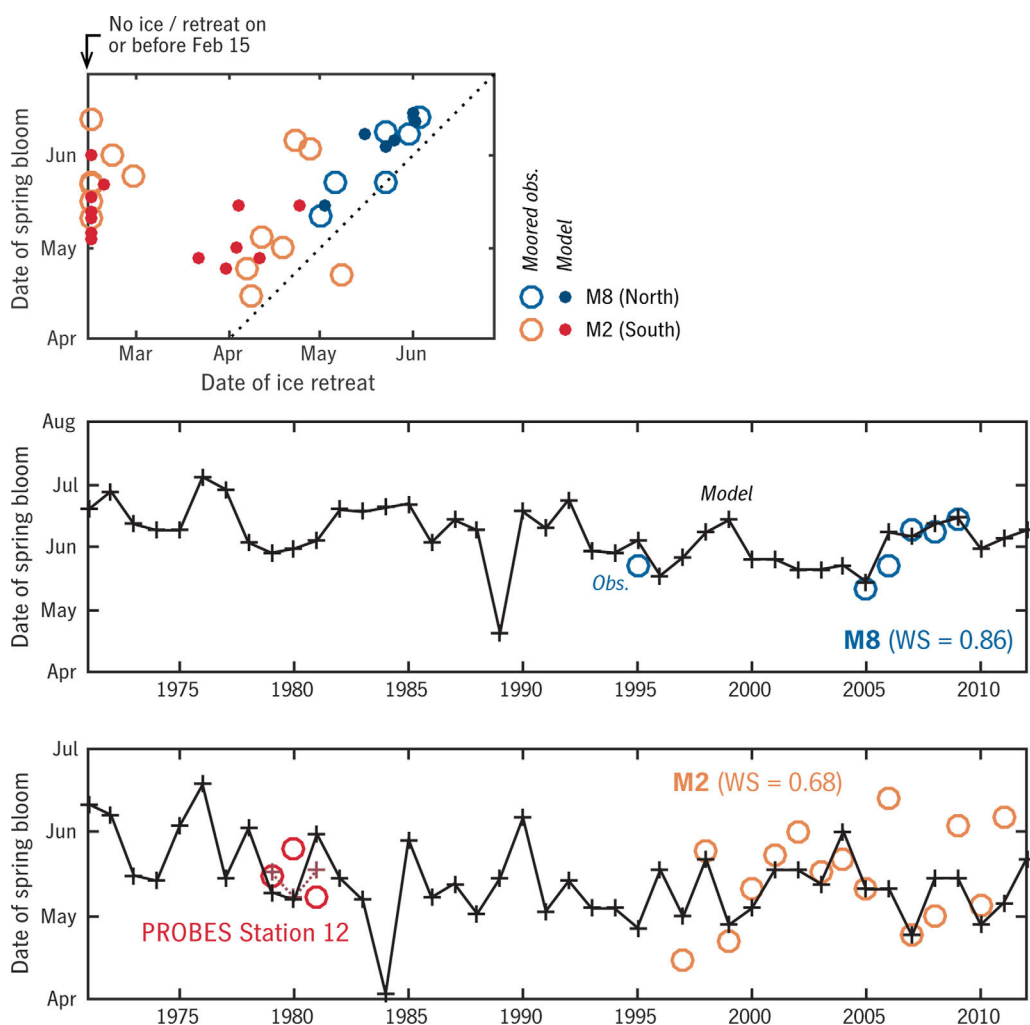 No ice / retreat on
or before Feb 15
Date of spring bloom
Jun
May
Apr
Mar Apr May Jun
Date of ice retreat
Moored obs.
Model
M8 (North)
M2 (South)
Date of spring bloom
Aug
Jul
Jun
May
Apr
Model
Obs.
M8 (WS = 0.86)
1975 1980 1985 1990 1995 2000 2005 2010
Date of spring bloom
Jul
Jun
May
Apr
M2 (WS = 0.68)
PROBES Station 12
1975 1980 1985 1990 1995 2000 2005 2010